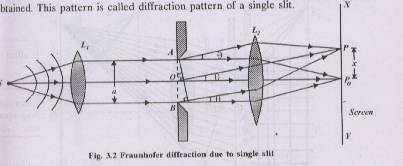 btained. This pattern is called diffraction pattern of a single slit.
X
L₁
L₂
A
θ
P
O
θ
x
a
P₀
B
θ
Screen
Y
Fig. 3.2 Fraunhofer diffraction due to single slit